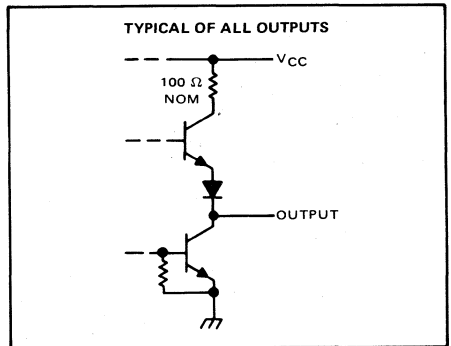 TYPICAL OF ALL OUTPUTS
VCC
100 Ω
NOM
OUTPUT